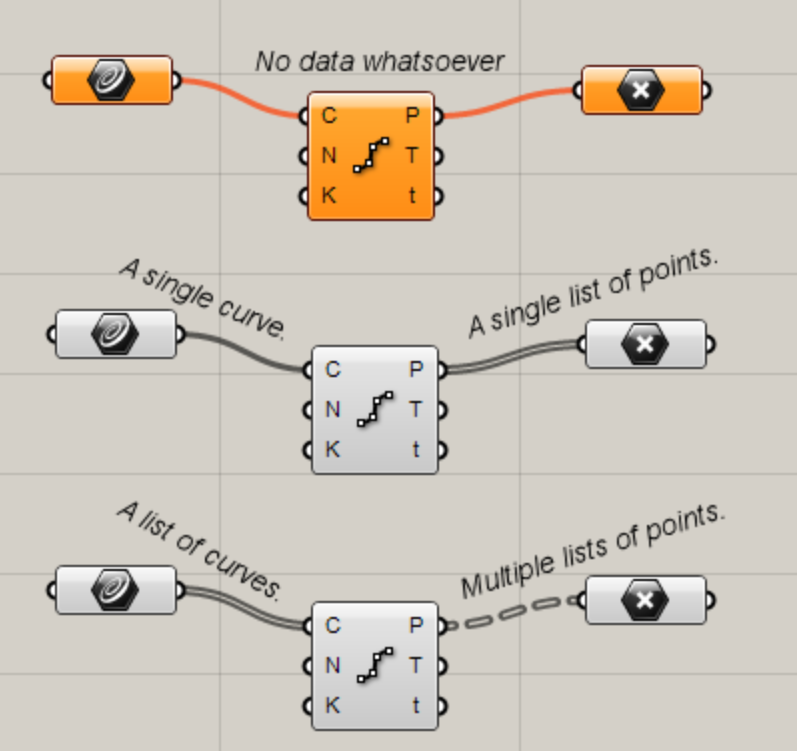 No data whatsoever
C P
N T
K t
A single curve.
A single list of points.
C P
N T
K t
A list of curves.
Multiple lists of points.
C P
N T
K t